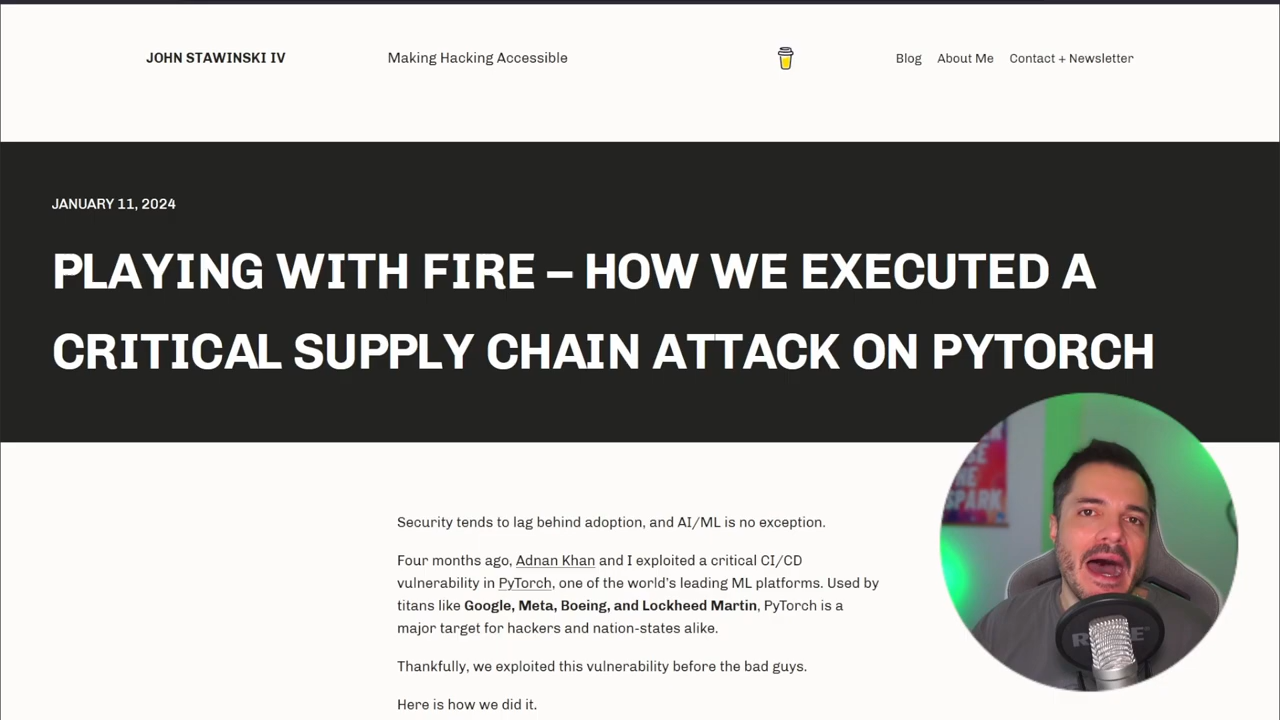 JOHN STAWINSKI IV
Making Hacking Accessible
Blog About Me Contact + Newsletter
JANUARY 11, 2024
PLAYING WITH FIRE – HOW WE EXECUTED A
CRITICAL SUPPLY CHAIN ATTACK ON PYTORCH
Security tends to lag behind adoption, and AI/ML is no exception.
Four months ago, Adnan Khan and I exploited a critical CI/CD
vulnerability in PyTorch, one of the world's leading ML platforms. Used by
titans like Google, Meta, Boeing, and Lockheed Martin, PyTorch is a
major target for hackers and nation-states alike.
Thankfully, we exploited this vulnerability before the bad guys.
Here is how we did it.
THE
SPARK